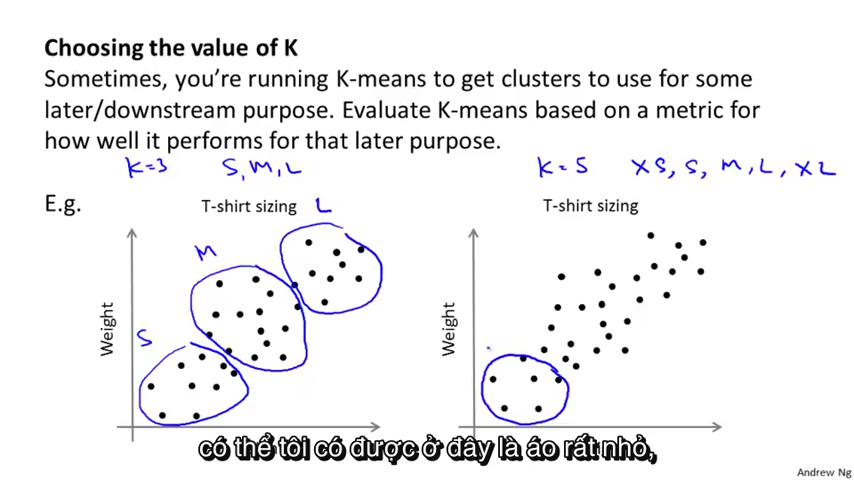 Choosing the value of K
Sometimes, you're running K-means to get clusters to use for some
later/downstream purpose. Evaluate K-means based on a metric for
how well it performs for that later purpose.
K=3 S, M, L
K=5 XS, S, M, L, XL
E.g.
T-shirt sizing L
M
S
Weight
T-shirt sizing
Weight
có thể tôi có được ở đây là áo rất nhỏ,
Andrew Ng